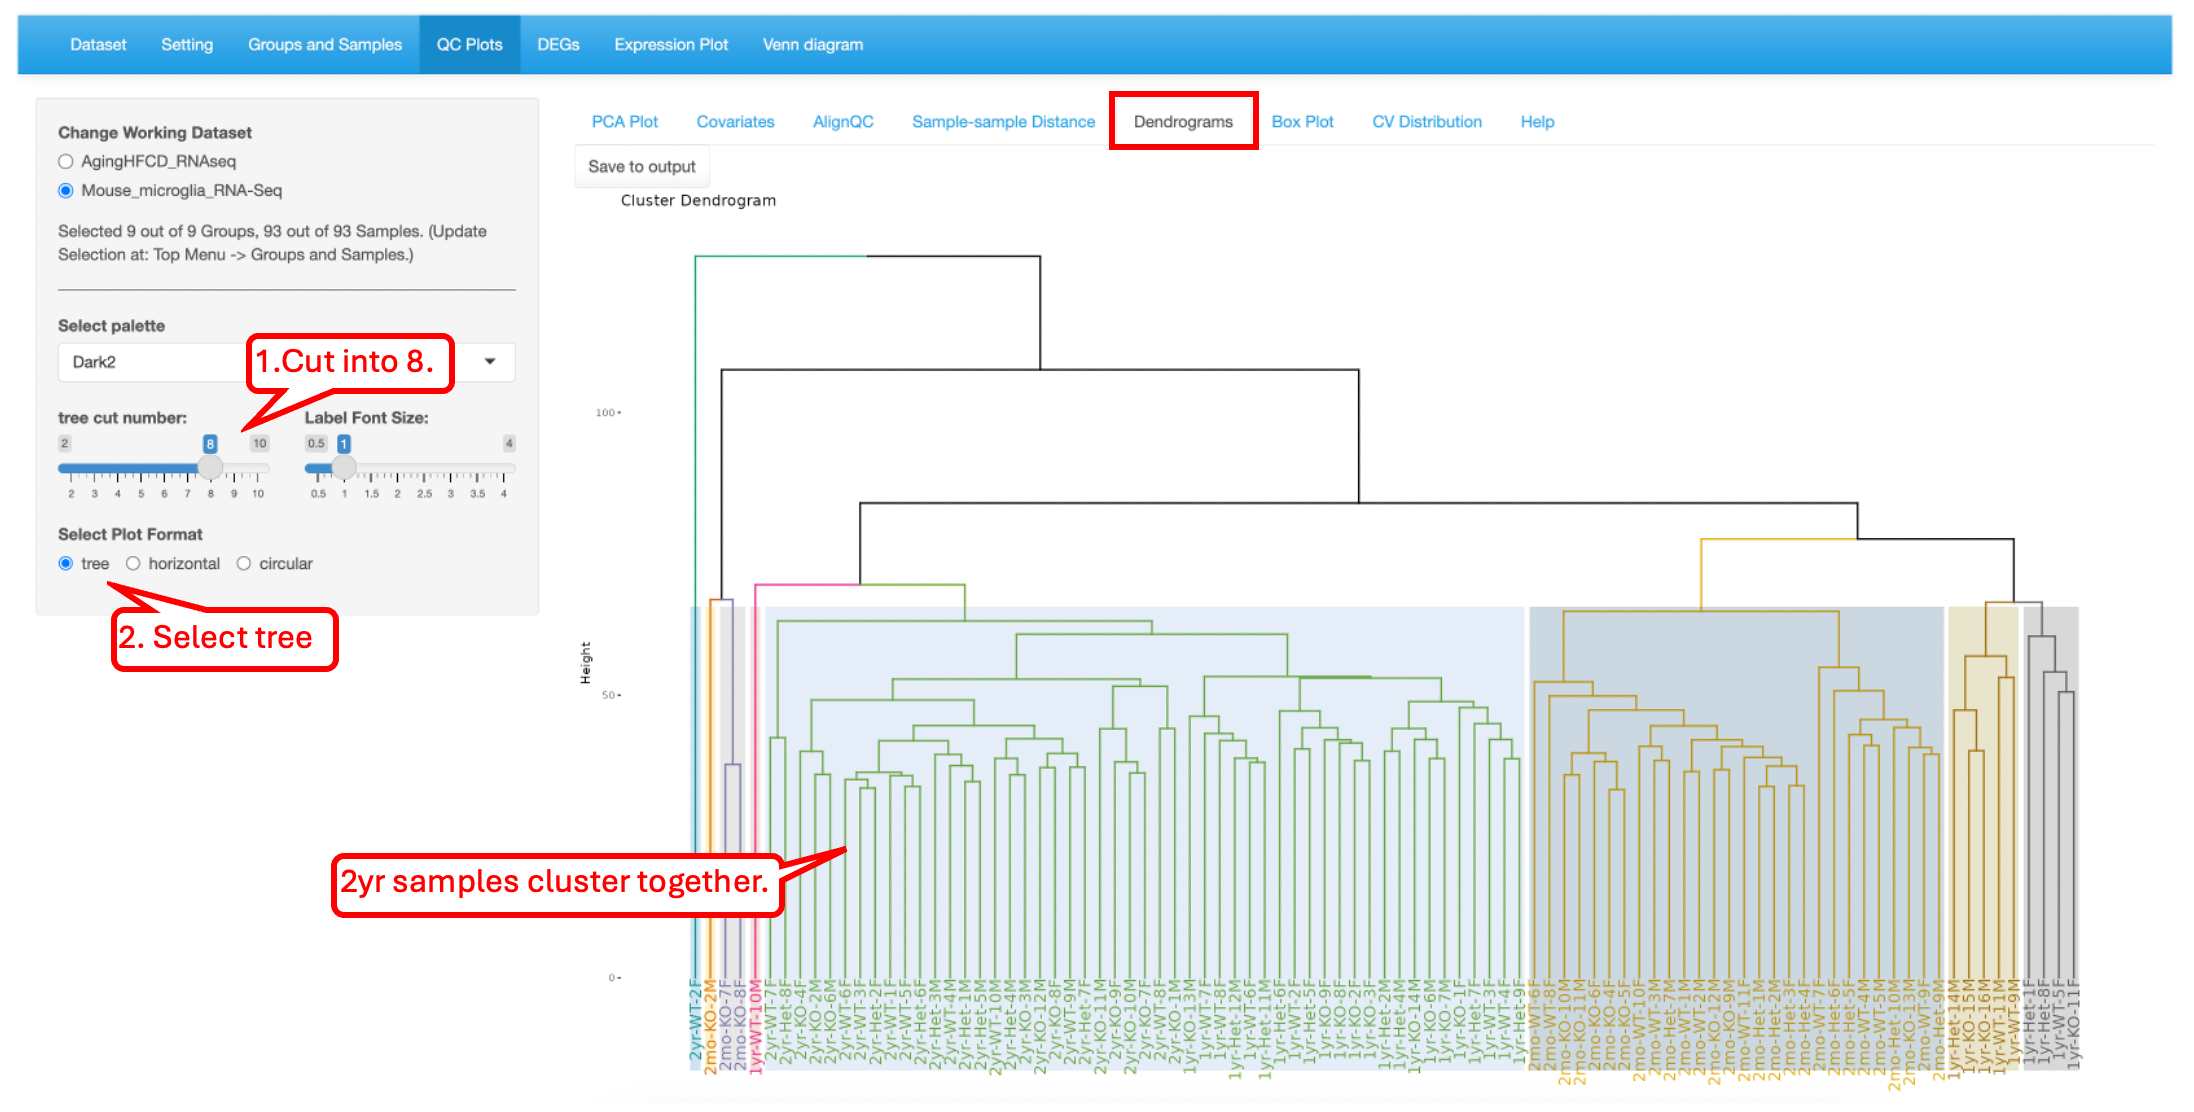 Dataset Setting Groups and Samples QC Plots DEGs Expression Plot Venn diagram
Change Working Dataset
AgingHFCD_RNAseq
Mouse_microglia_RNA-Seq
Selected 9 out of 9 Groups, 93 out of 93 Samples. (Update
Selection at: Top Menu -> Groups and Samples.)
Select palette
Dark2
1.Cut into 8.
tree cut number:
2 8 10
2 3 4 5 6 7 8 9 10
Label Font Size:
0.5 1 4
0.5 1 1.5 2 2.5 3 3.5 4
Select Plot Format
tree horizontal circular
2. Select tree
PCA Plot Covariates AlignQC Sample-sample Distance Dendrograms Box Plot CV Distribution Help
Save to output
Cluster Dendrogram
100
Height
50
0
2yr samples cluster together.
2yr-WT-2F
2mo-KO-2M
2mo-KO-7F
2mo-KO-8F
1yr-WT-10M
2yr-WT-7F
2yr-Het-8F
2yr-KO-4F
2yr-KO-2M
2yr-KO-6M
2yr-WT-6F
2yr-WT-3F
2yr-Het-2F
2yr-WT-1F
2yr-WT-5F
2yr-Het-6F
2yr-Het-3M
2yr-WT-4M
2yr-Het-1M
2yr-Het-5M
2yr-WT-10M
2yr-Het-4M
2yr-KO-3M
2yr-KO-12M
2yr-KO-8F
2yr-WT-9M
2yr-Het-7F
2yr-KO-11M
2yr-KO-9F
2yr-KO-10M
2yr-KO-7F
2yr-WT-8F
2yr-KO-1M
1yr-KO-13M
1yr-WT-7F
1yr-WT-8F
1yr-Het-12M
1yr-WT-6F
1yr-Het-11M
1yr-Het-6F
1yr-WT-2F
1yr-Het-5F
1yr-KO-9F
1yr-KO-8F
1yr-KO-2F
1yr-KO-3F
1yr-Het-2M
1yr-Het-4M
1yr-KO-14M
1yr-KO-6M
1yr-KO-7M
1yr-KO-1F
1yr-Het-7F
1yr-WT-3F
1yr-WT-4F
1yr-Het-9F
2mo-WT-6F
2mo-WT-8F
2mo-KO-10M
2mo-KO-11M
2mo-KO-6F
2mo-KO-4F
2mo-KO-5F
2mo-WT-10F
2mo-WT-3M
2mo-Het-7M
2mo-WT-1M
2mo-WT-2M
2mo-KO-12M
2mo-KO-9M
2mo-WT-11F
2mo-Het-1M
2mo-Het-2M
2mo-Het-3F
2mo-Het-4F
2mo-WT-7F
2mo-Het-6F
2mo-Het-5F
2mo-WT-4M
2mo-WT-5M
2mo-Het-10M
2mo-KO-13M
2mo-WT-9F
2mo-Het-9M
1yr-Het-14M
1yr-KO-15M
1yr-KO-16M
1yr-WT-11M
1yr-WT-9M
1yr-Het-1F
1yr-Het-8F
1yr-WT-5F
1yr-KO-11F